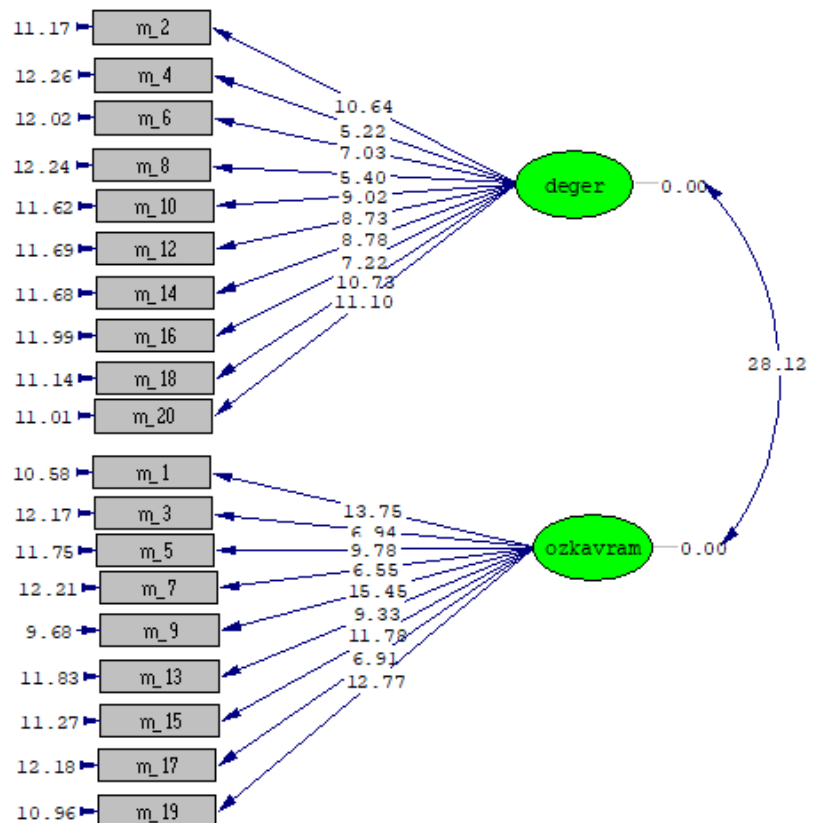 11.17 m_2
12.26 m_4
12.02 m_6
12.24 m_8
11.62 m_10
11.69 m_12
11.68 m_14
11.99 m_16
11.14 m_18
11.01 m_20
10.64
5.22
7.03
5.40
9.02
8.73
8.78
7.22
10.73
11.10
deger 0.00
28.12
10.58 m_1
12.17 m_3
11.75 m_5
12.21 m_7
9.68 m_9
11.83 m_13
11.27 m_15
12.18 m_17
10.96 m_19
13.75
6.94
9.78
6.55
15.45
9.33
11.78
6.91
12.77
ozkavram 0.00